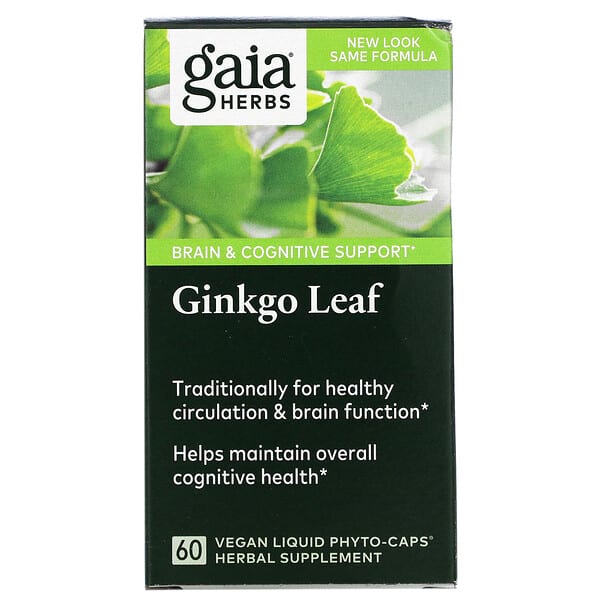 gaia®
HERBS
NEW LOOK
SAME FORMULA
BRAIN & COGNITIVE SUPPORT*
Ginkgo Leaf
Traditionally for healthy
circulation & brain function*
Helps maintain overall
cognitive health*
60 VEGAN LIQUID PHYTO-CAPS®
HERBAL SUPPLEMENT